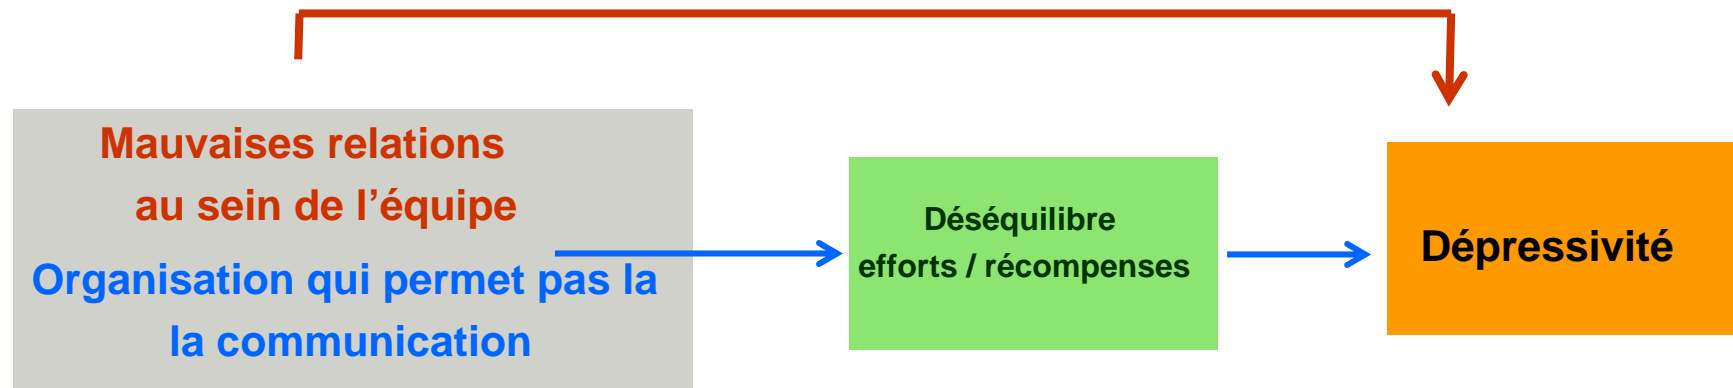 Mauvaises relations
au sein de l’équipe
Organisation qui permet pas la
la communication
Déséquilibre
efforts / récompenses
Dépressivité